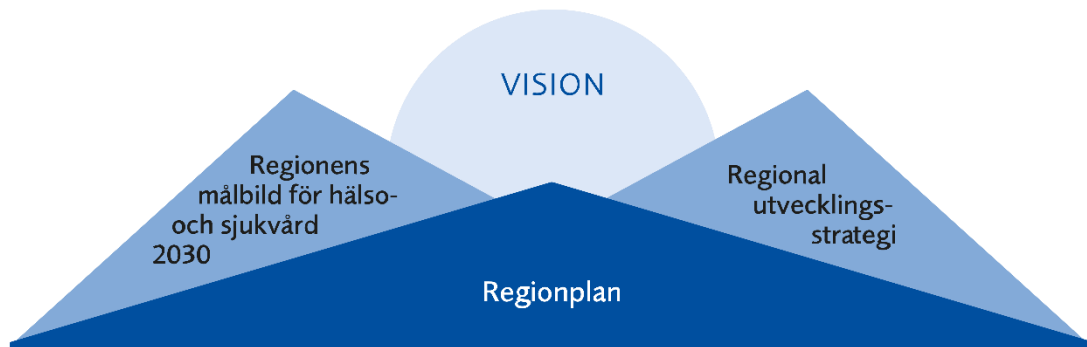 VISION
Regionens
målbild för hälso-
och sjukvård
2030
Regional
utvecklings-
strategi
Regionplan